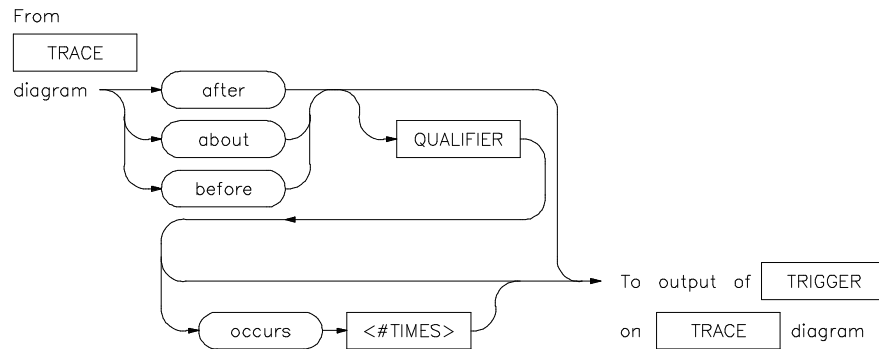 From
TRACE
diagram
after
about
before
QUALIFIER
occurs
<#TIMES>
To output of TRIGGER
on TRACE diagram